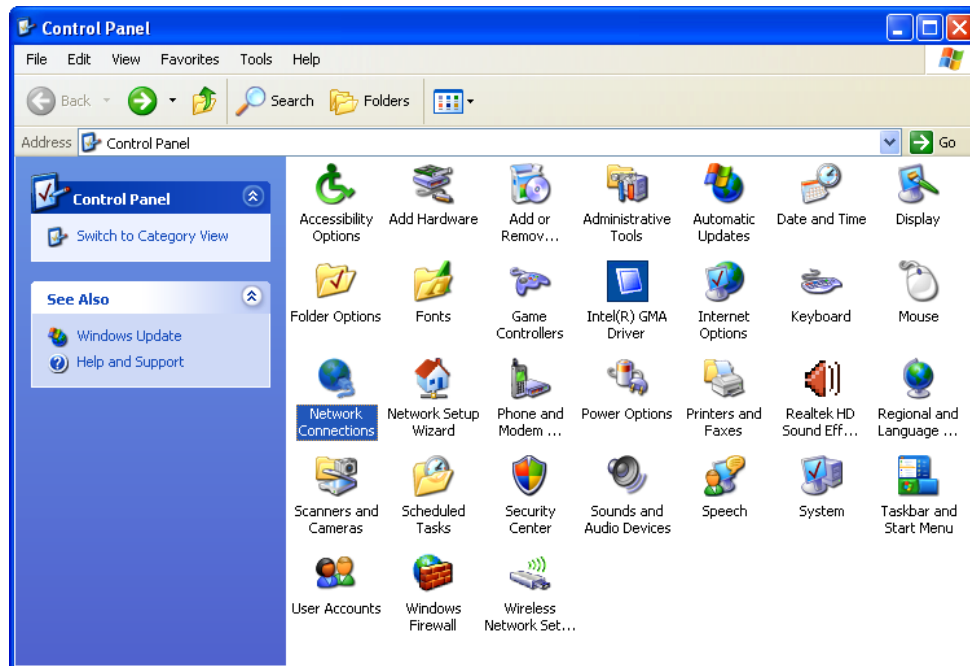 Control Panel
File Edit View Favorites Tools Help
Back Search Folders
Address Control Panel Go
Control Panel
Switch to Category View
See Also
Windows Update
Help and Support
Accessibility
Options
Add Hardware
Add or
Remov...
Administrative
Tools
Automatic
Updates
Date and Time
Display
Folder Options
Fonts
Game
Controllers
Intel(R) GMA
Driver
Internet
Options
Keyboard
Mouse
Network
Connections
Network Setup
Wizard
Phone and
Modem ...
Power Options
Printers and
Faxes
Realtek HD
Sound Eff...
Regional and
Language ...
Scanners and
Cameras
Scheduled
Tasks
Security
Center
Sounds and
Audio Devices
Speech
System
Taskbar and
Start Menu
User Accounts
Windows
Firewall
Wireless
Network Set...